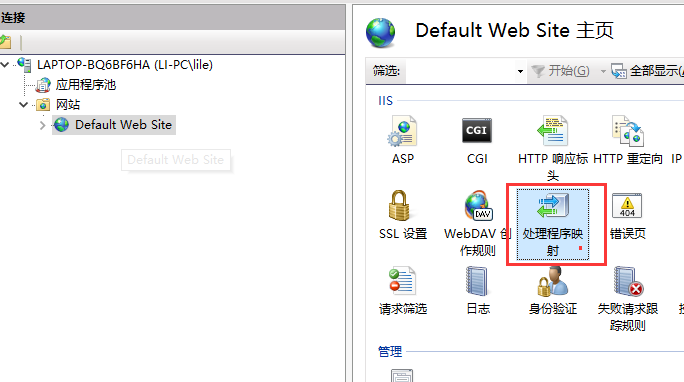 连接
LAPTOP-BQ6BF6HA (LI-PC\lile)
应用程序池
网站
Default Web Site
Default Web Site
Default Web Site 主页
筛选:
开始(G)
全部显示(A
IIS
ASP
CGI
HTTP 响应标
头
HTTP 重定向
IP
SSL 设置
WebDAV 创
作规则
处理程序映
射
404
错误页
请求筛选
日志
身份验证
失败请求跟
踪规则
管理